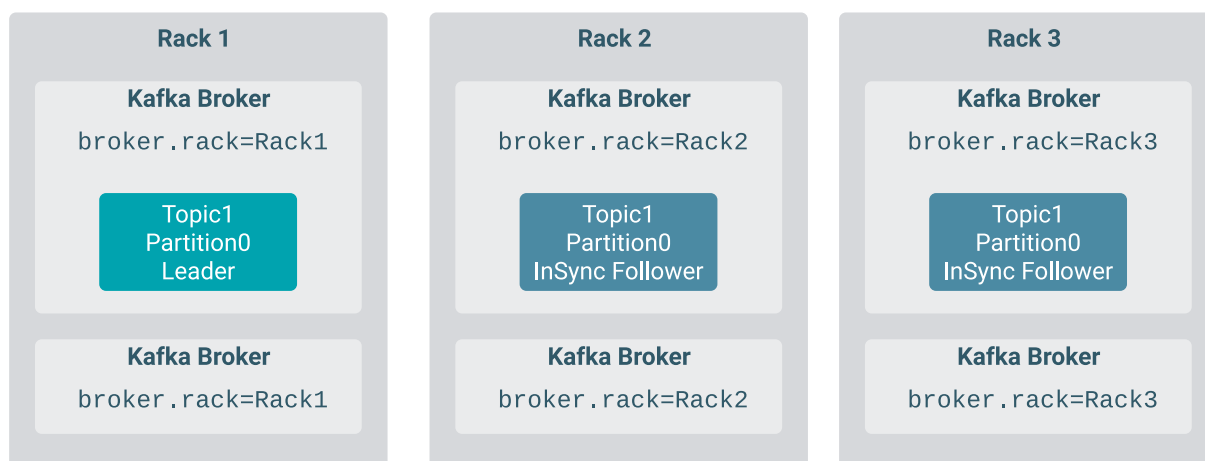 Rack 1
Kafka Broker
broker.rack=Rack1
Topic1
Partition0
Leader
Kafka Broker
broker.rack=Rack1
Rack 2
Kafka Broker
broker.rack=Rack2
Topic1
Partition0
InSync Follower
Kafka Broker
broker.rack=Rack2
Rack 3
Kafka Broker
broker.rack=Rack3
Topic1
Partition0
InSync Follower
Kafka Broker
broker.rack=Rack3